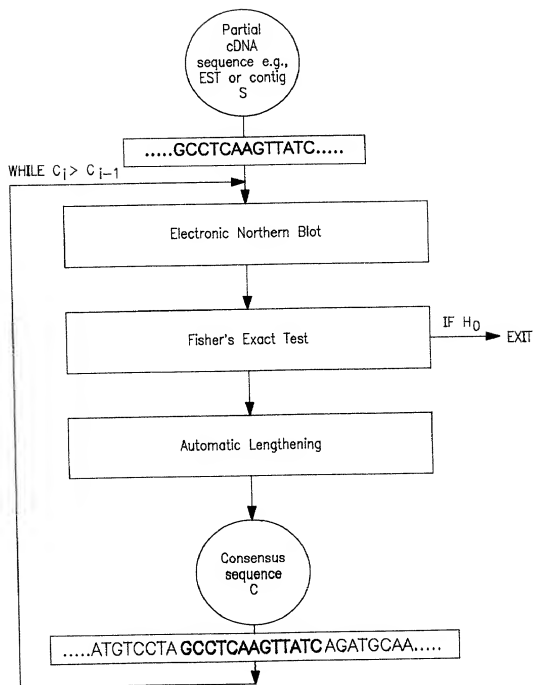 Partial
cDNA
sequence e.g.,
EST or contig
S
.....GCCTCAAGTTATC.....
WHILE Ci > Ci-1
Electronic Northern Blot
Fisher's Exact Test
IF H0
EXIT
Automatic Lengthening
Consensus
sequence
C
.....ATGTCCTA GCCTCAAGTTATC AGATGCAA.....